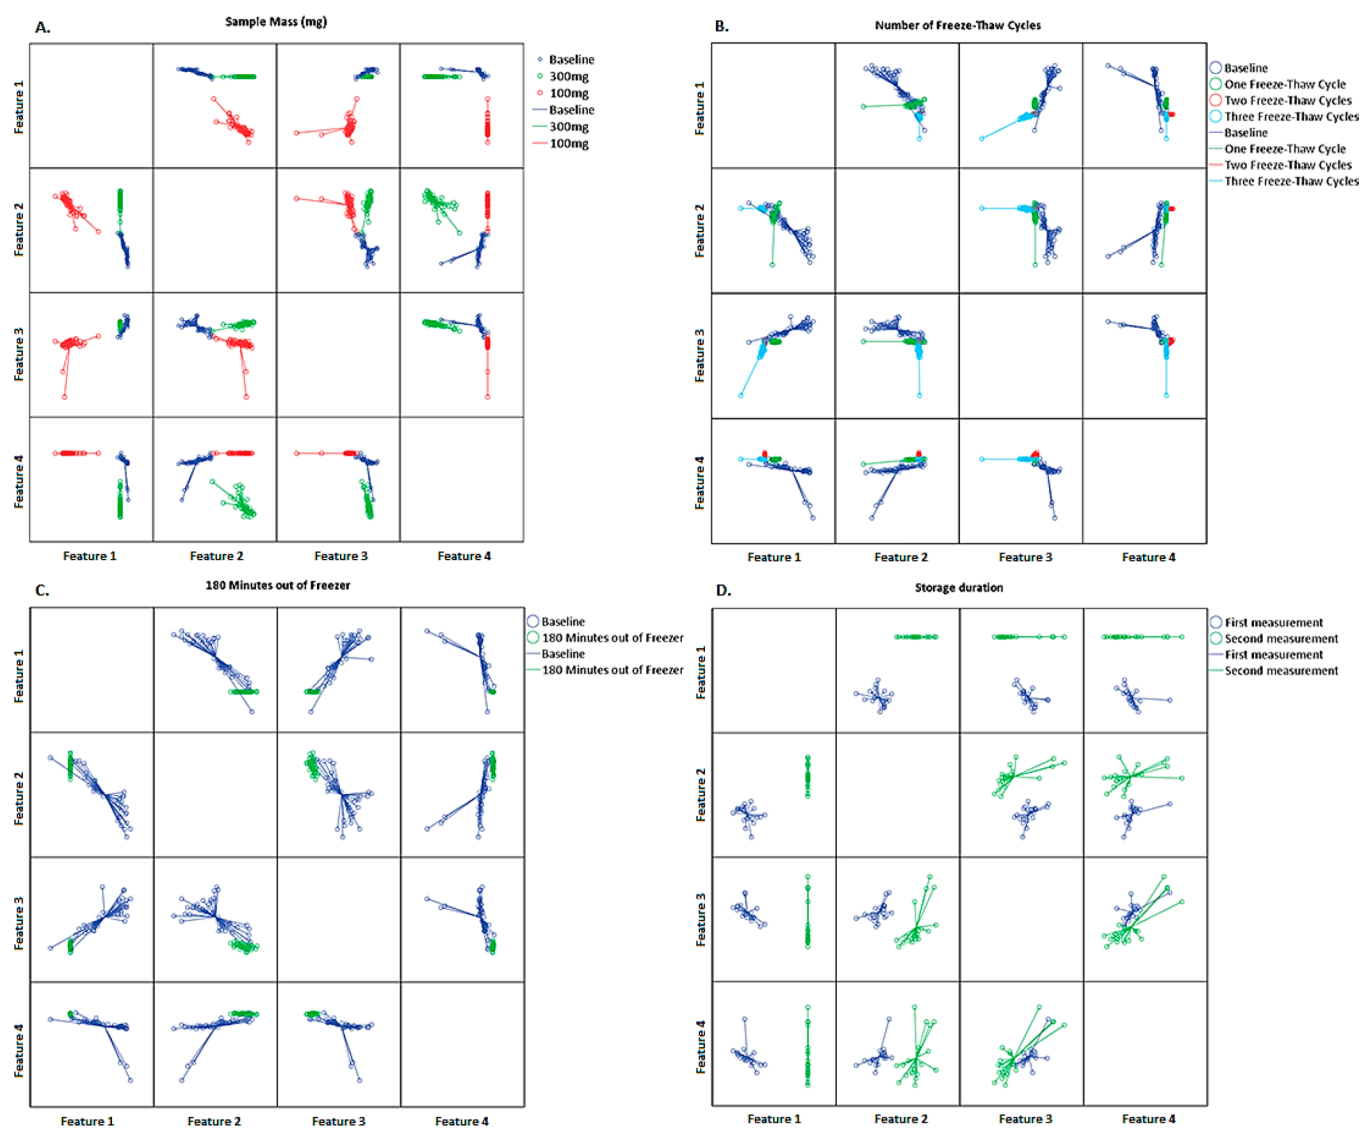 A.
Sample Mass (mg)
Feature 1
Feature 2
Feature 3
Feature 4
Feature 1
Feature 2
Feature 3
Feature 4
Baseline
300mg
100mg
Baseline
300mg
100mg
B.
Number of Freeze-Thaw Cycles
Feature 1
Feature 2
Feature 3
Feature 4
Feature 1
Feature 2
Feature 3
Feature 4
Baseline
One Freeze-Thaw Cycle
Two Freeze-Thaw Cycles
Three Freeze-Thaw Cycles
Baseline
One Freeze-Thaw Cycle
Two Freeze-Thaw Cycles
Three Freeze-Thaw Cycles
C.
180 Minutes out of Freezer
Feature 1
Feature 2
Feature 3
Feature 4
Feature 1
Feature 2
Feature 3
Feature 4
Baseline
180 Minutes out of Freezer
Baseline
180 Minutes out of Freezer
D.
Storage duration
Feature 1
Feature 2
Feature 3
Feature 4
Feature 1
Feature 2
Feature 3
Feature 4
First measurement
Second measurement
First measurement
Second measurement